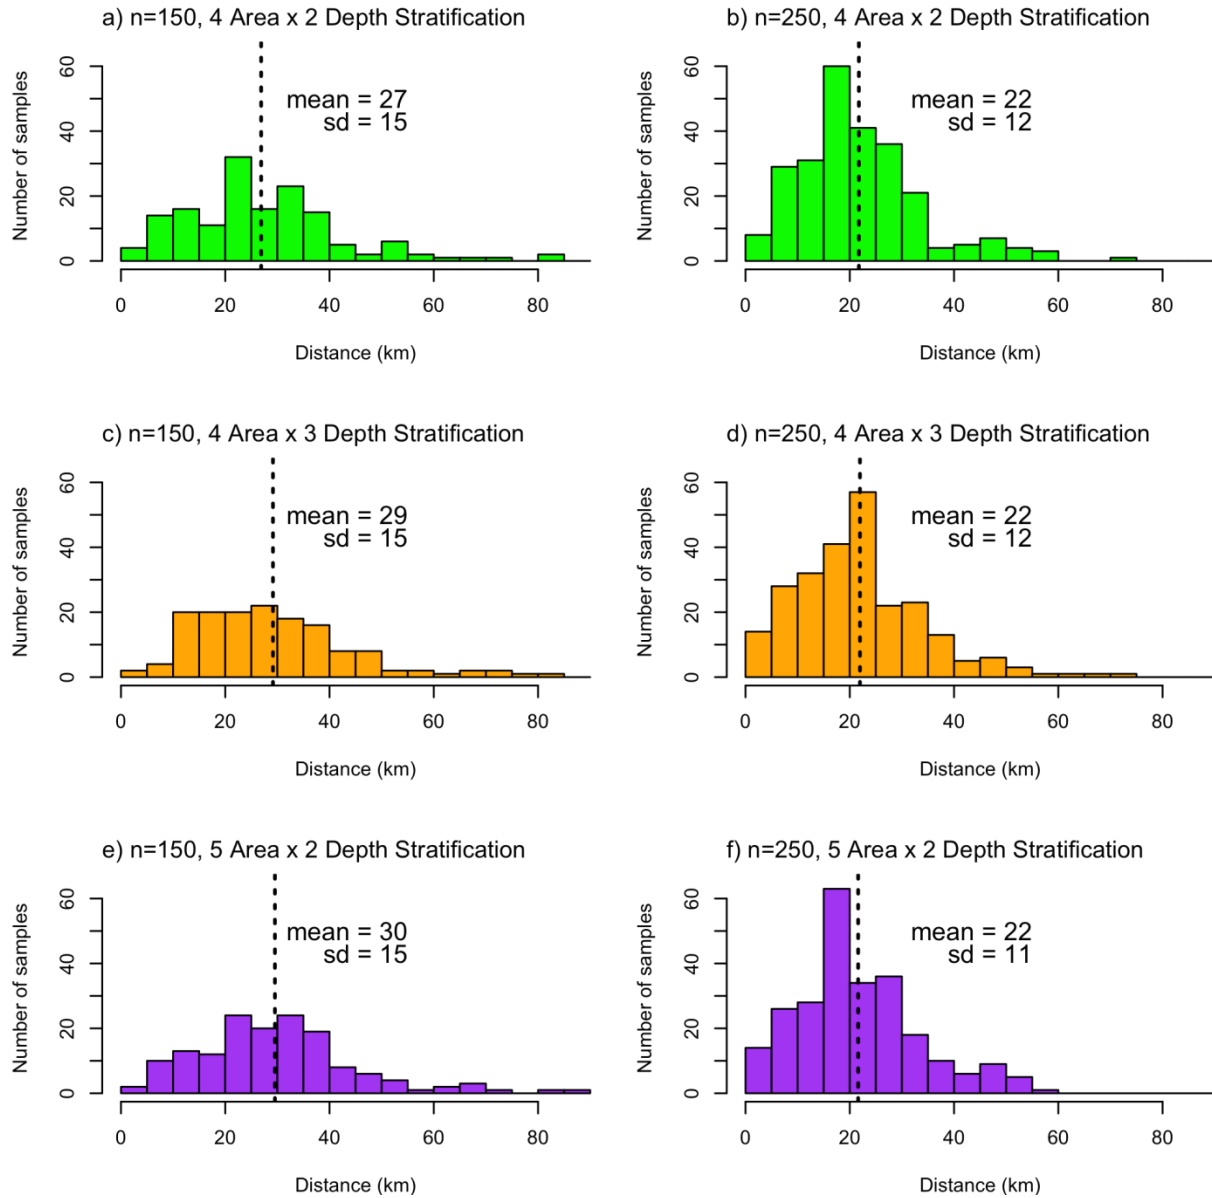 a) n=150, 4 Area x 2 Depth Stratification
Number of samples
60
40
20
0
mean = 27
sd = 15
0 20 40 60 80
Distance (km)
b) n=250, 4 Area x 2 Depth Stratification
Number of samples
60
40
20
0
mean = 22
sd = 12
0 20 40 60 80
Distance (km)
c) n=150, 4 Area x 3 Depth Stratification
Number of samples
60
40
20
0
mean = 29
sd = 15
0 20 40 60 80
Distance (km)
d) n=250, 4 Area x 3 Depth Stratification
Number of samples
60
40
20
0
mean = 22
sd = 12
0 20 40 60 80
Distance (km)
e) n=150, 5 Area x 2 Depth Stratification
Number of samples
60
40
20
0
mean = 30
sd = 15
0 20 40 60 80
Distance (km)
f) n=250, 5 Area x 2 Depth Stratification
Number of samples
60
40
20
0
mean = 22
sd = 11
0 20 40 60 80
Distance (km)